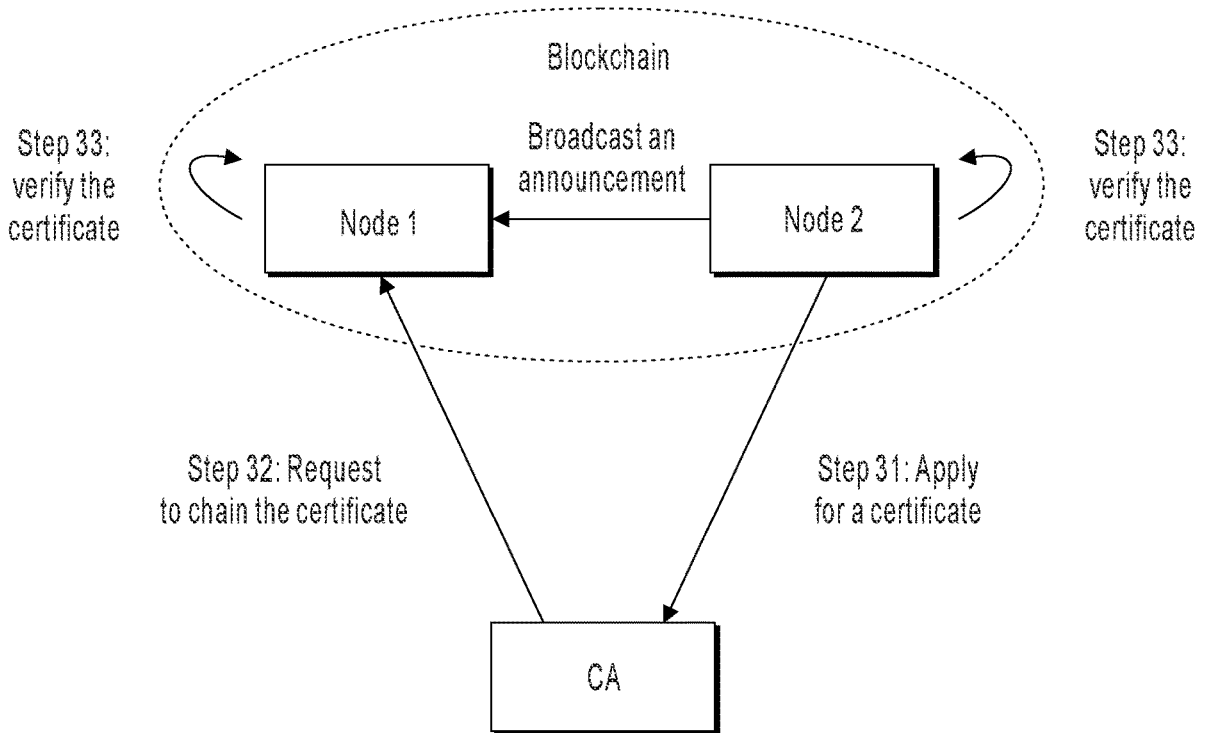 Blockchain
Step 33:
verify the
certificate
Broadcast an
announcement
Step 33:
verify the
certificate
Node 1
Node 2
Step 32: Request
to chain the certificate
Step 31: Apply
for a certificate
CA